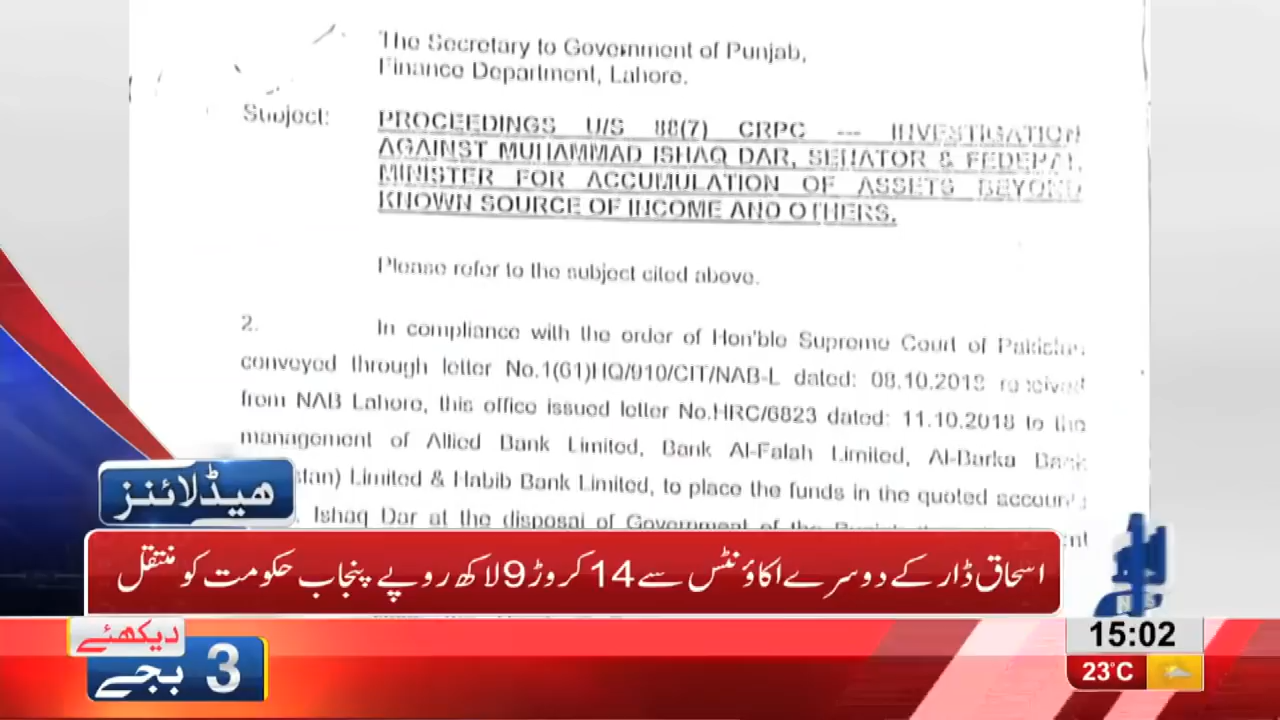 The Secretary to Government of Punjab,
Finance Department, Lahore.
Subject: PROCEEDINGS U/S 88(7) CRPC --- INVESTIGATION
AGAINST MUHAMMAD ISHAQ DAR, SENATOR & FEDERAL
MINISTER FOR ACCUMULATION OF ASSETS BEYOND
KNOWN SOURCE OF INCOME AND OTHERS.
Please refer to the subject cited above.
2. In compliance with the order of Hon'ble Supreme Court of Pakistan
conveyed through letter No.1(61)HQ/910/CIT/NAB-L dated: 08.10.2018 received
from NAB Lahore, this office issued letter No.HRC/6823 dated: 11.10.2018 to the
management of Allied Bank Limited, Bank Al-Falah Limited, Al-Barka Bank
stan) Limited & Habib Bank Limited, to place the funds in the quoted accounts
Ishaq Dar at the disposal of Government of the
ھیڈلائنز
اسحاق ڈار کے دوسرے اکاؤنٹس سے 14 کروڑ 9 لاکھ روپے پنجاب حکومت کو منتقل
دیکھئے
3 بجے
15:02
23°C